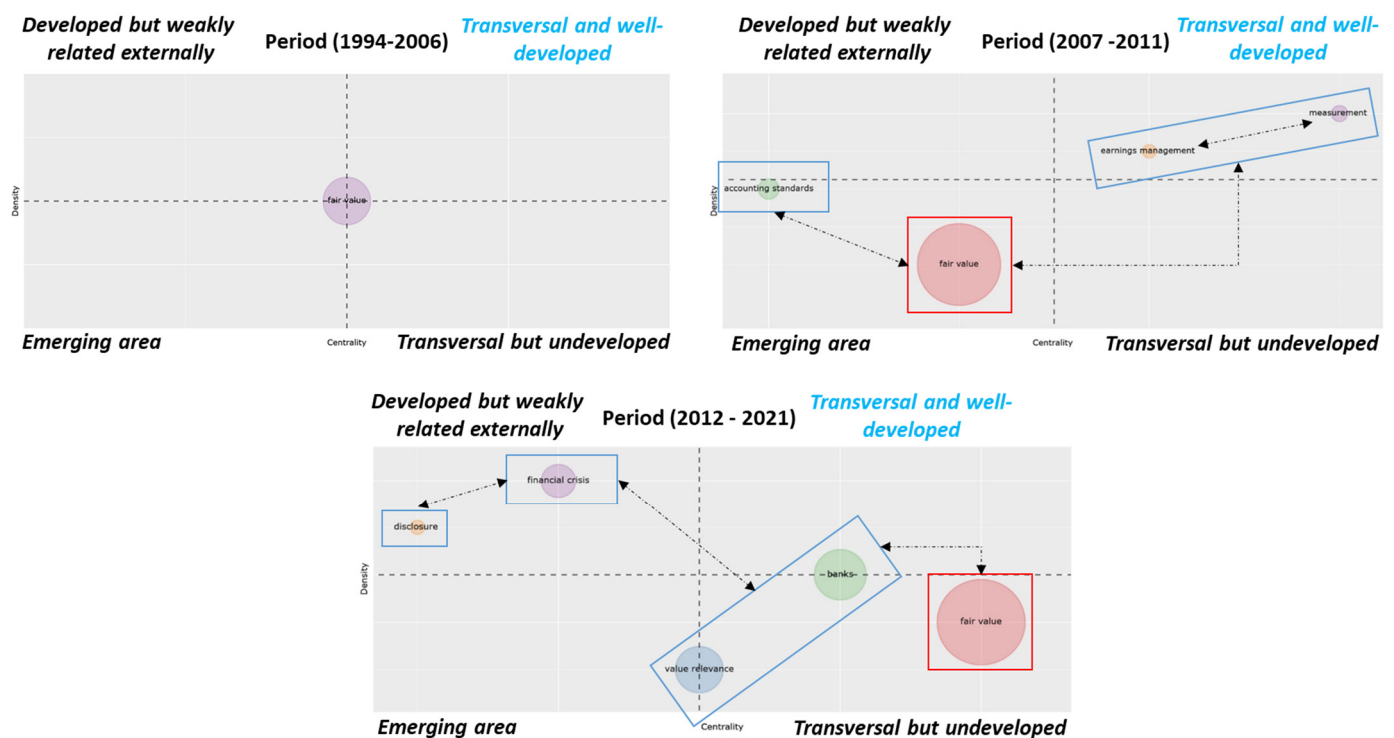 Developed but weakly
related externally
Period (1994-2006)
Transversal and well-
developed
Density
fair value
Emerging area
Centrality
Transversal but undeveloped
Developed but weakly
related externally
Period (2007 -2011)
Transversal and well-
developed
measurement
earnings management
accounting standards
Density
fair value
Emerging area
Centrality
Transversal but undeveloped
Developed but weakly
related externally
Period (2012 - 2021)
Transversal and well-
developed
financial crisis
disclosure
Density
banks
fair value
value relevance
Emerging area
Centrality
Transversal but undeveloped